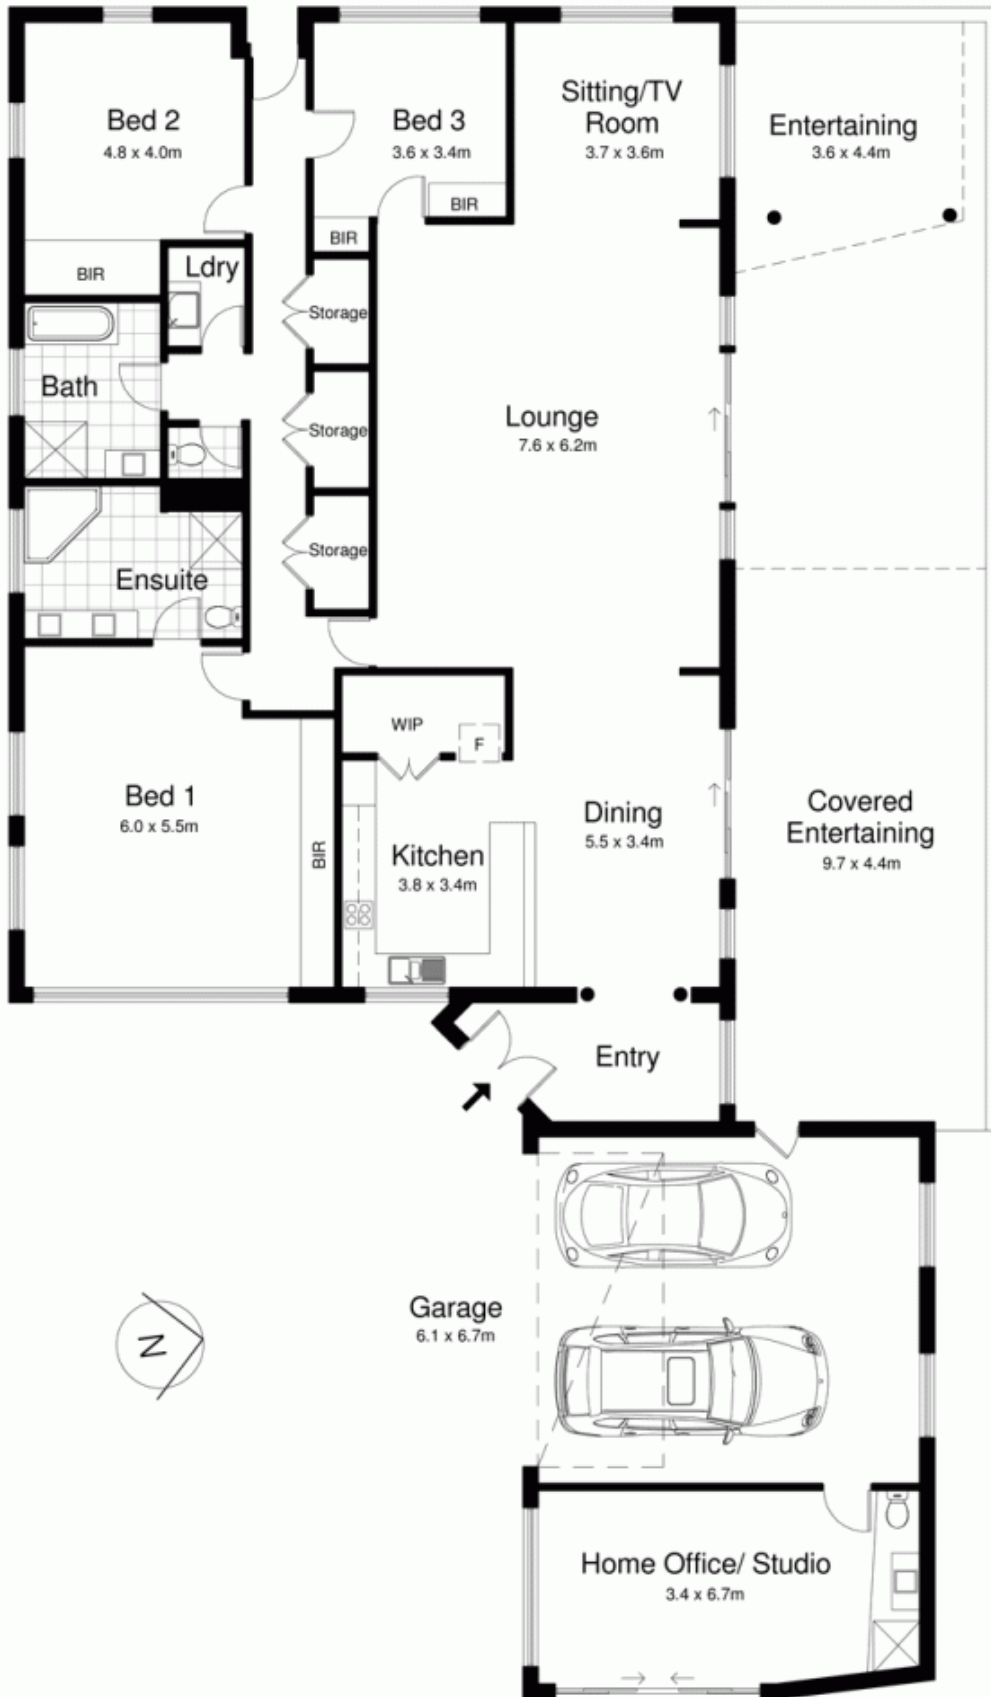 Bed 2
4.8 x 4.0m
Bed 3
3.6 x 3.4m
Sitting/TV
Room
3.7 x 3.6m
Entertaining
3.6 x 4.4m
BIR
BIR
BIR
Ldry
Storage
Bath
Lounge
7.6 x 6.2m
Storage
Storage
Ensuite
WIP
F
Bed 1
6.0 x 5.5m
BIR
Kitchen
3.8 x 3.4m
Dining
5.5 x 3.4m
Covered
Entertaining
9.7 x 4.4m
Entry
Garage
6.1 x 6.7m
N
Home Office/ Studio
3.4 x 6.7m